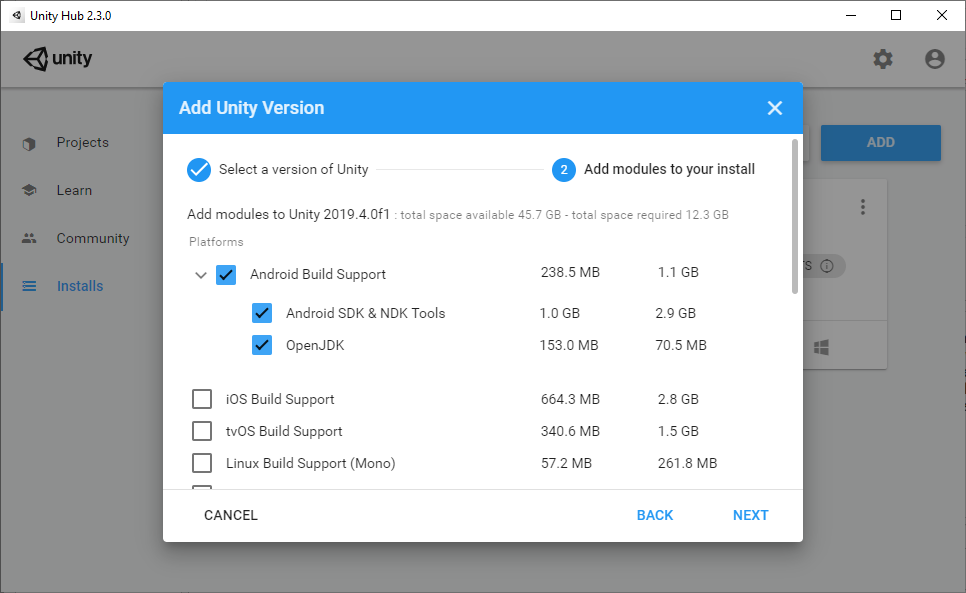 Unity Hub 2.3.0
unity
Add Unity Version
Projects
Learn
Community
Installs
ADD
Select a version of Unity
2 Add modules to your install
Add modules to Unity 2019.4.0f1 : total space available 45.7 GB - total space required 12.3 GB
Platforms
Android Build Support 238.5 MB 1.1 GB
Android SDK & NDK Tools 1.0 GB 2.9 GB
OpenJDK 153.0 MB 70.5 MB
iOS Build Support 664.3 MB 2.8 GB
tvOS Build Support 340.6 MB 1.5 GB
Linux Build Support (Mono) 57.2 MB 261.8 MB
CANCEL BACK NEXT